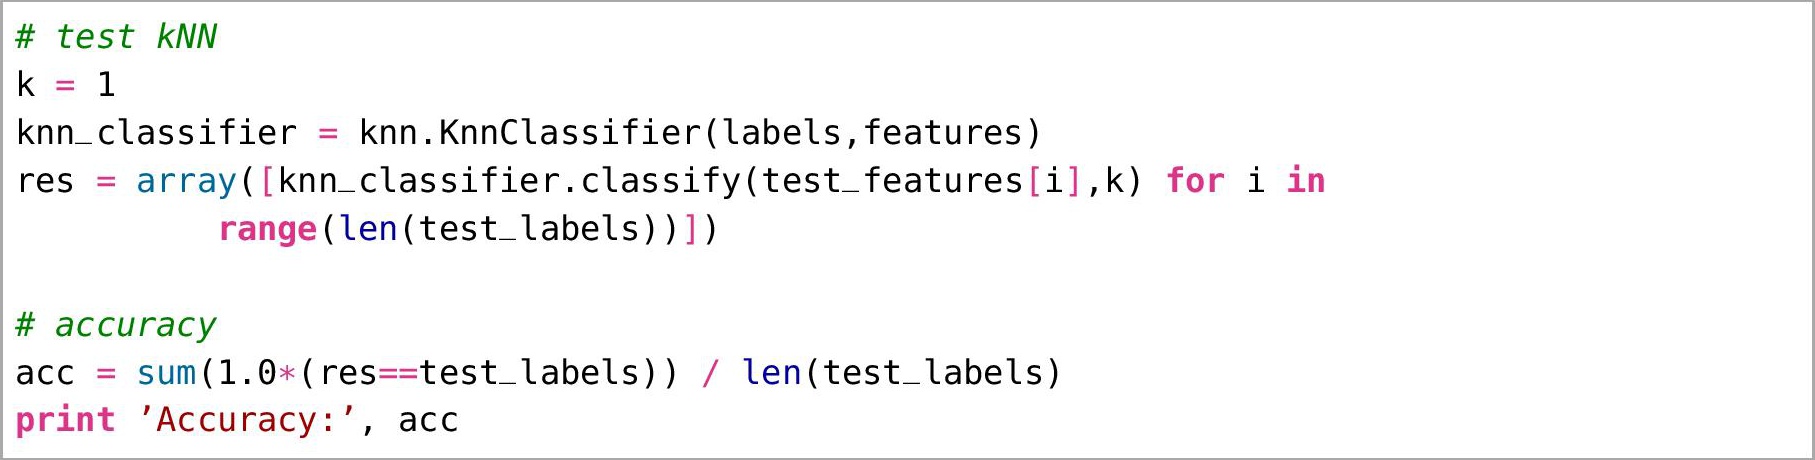 # test kNN
k = 1
knn_classifier = knn.KnnClassifier(labels,features)
res = array([knn_classifier.classify(test_features[i],k) for i in
          range(len(test_labels))])

# accuracy
acc = sum(1.0*(res==test_labels)) / len(test_labels)
print ’Accuracy:’, acc